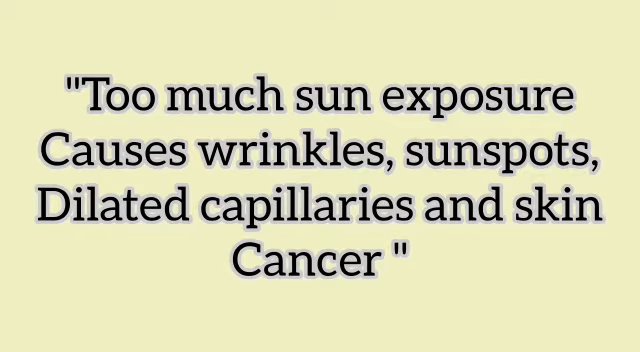 "Too much sun exposure
Causes wrinkles, sunspots,
Dilated capillaries and skin
Cancer "